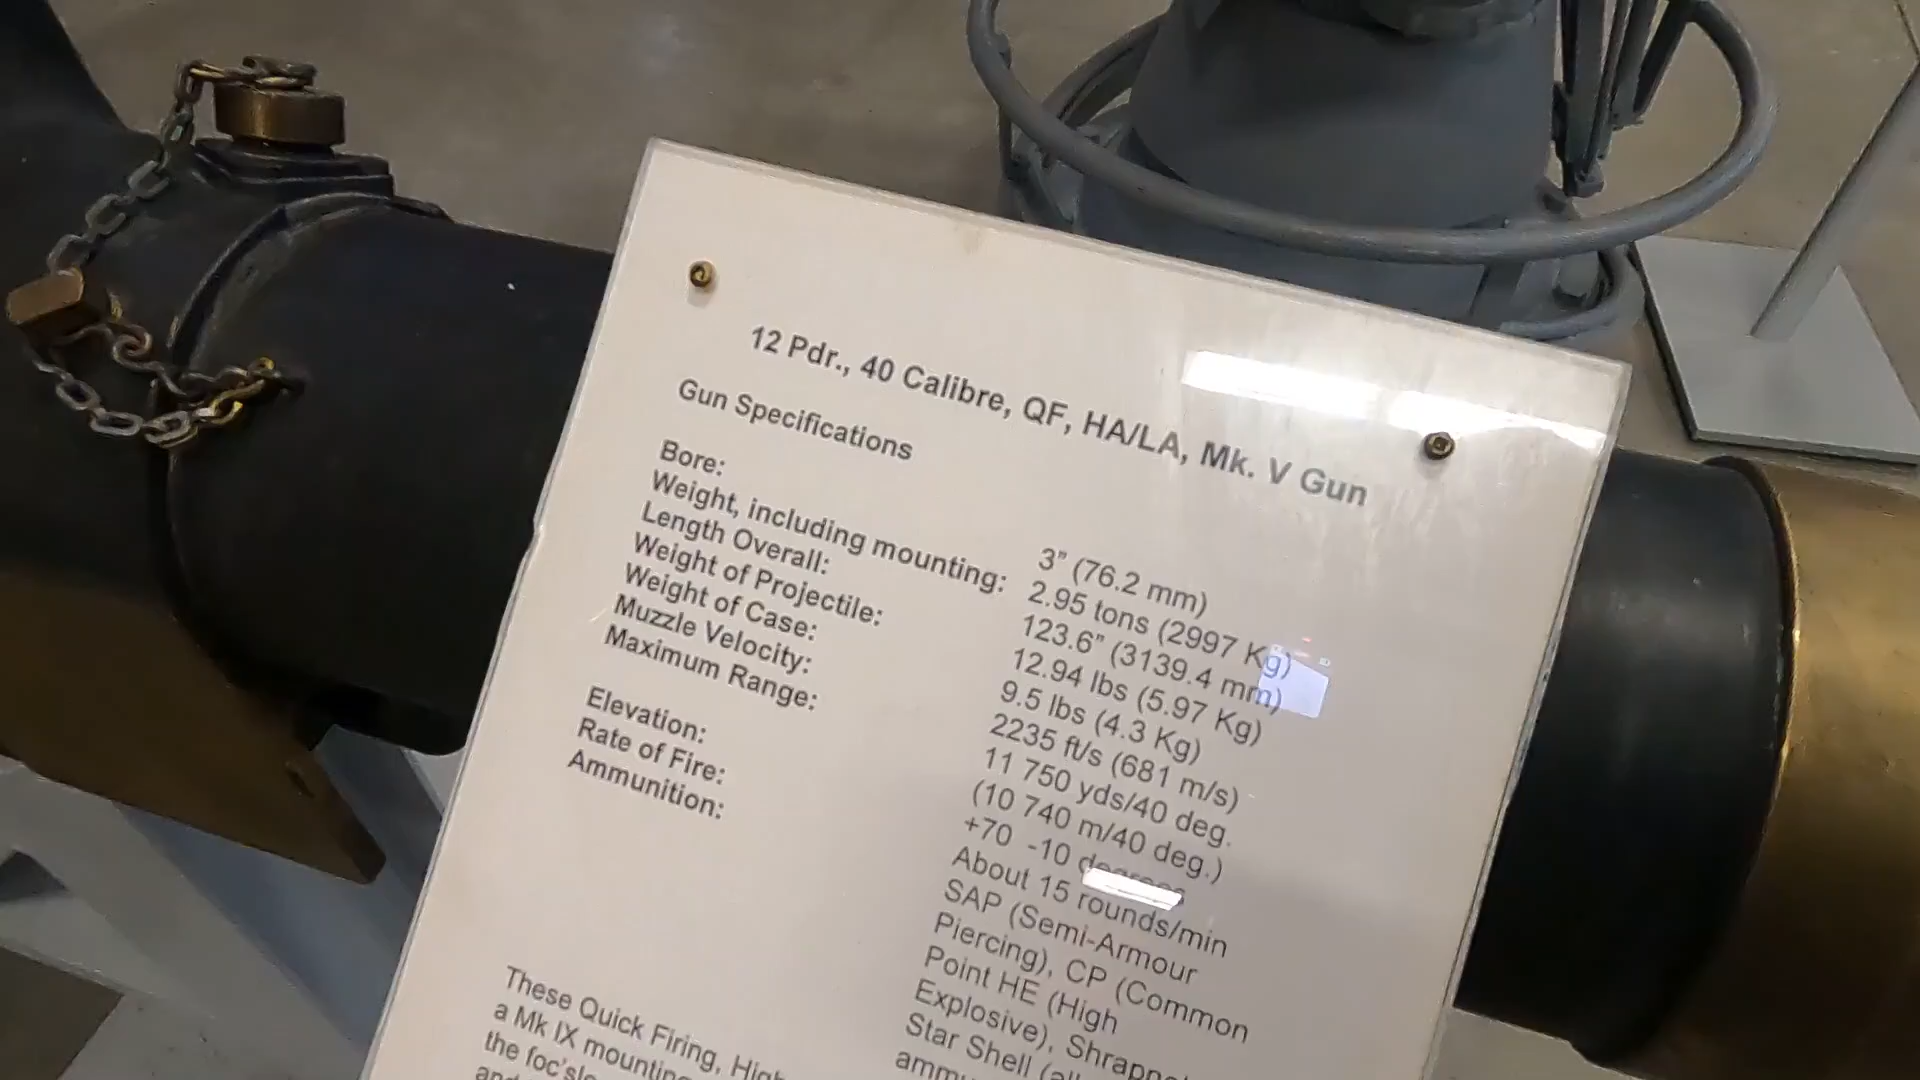 12 Pdr., 40 Calibre, QF, HA/LA, Mk. V Gun
Gun Specifications
Bore: 3” (76.2 mm)
Weight, including mounting: 2.95 tons (2997 Kg)
Length Overall: 123.6” (3139.4 mm)
Weight of Projectile: 12.94 lbs (5.97 Kg)
Weight of Case: 9.5 lbs (4.3 Kg)
Muzzle Velocity: 2235 ft/s (681 m/s)
Maximum Range: 11 750 yds/40 deg.
(10 740 m/40 deg.)
Elevation: +70 -10 degrees
Rate of Fire: About 15 rounds/min
Ammunition: SAP (Semi-Armour
Piercing), CP (Common
Point HE (High
Explosive), Shrapnel
Star Shell (all
These Quick Firing, High
a Mk IX mounting
the foc'sle
and